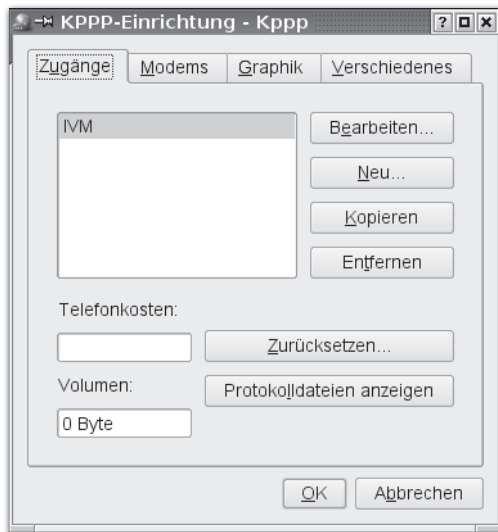 KPPP-Einrichtung - Kppp
Zugänge Modems Graphik Verschiedenes
IVM
Bearbeiten...
Neu...
Kopieren
Entfernen
Telefonkosten:
Zurücksetzen...
Volumen:
Protokolldateien anzeigen
0 Byte
OK Abbrechen